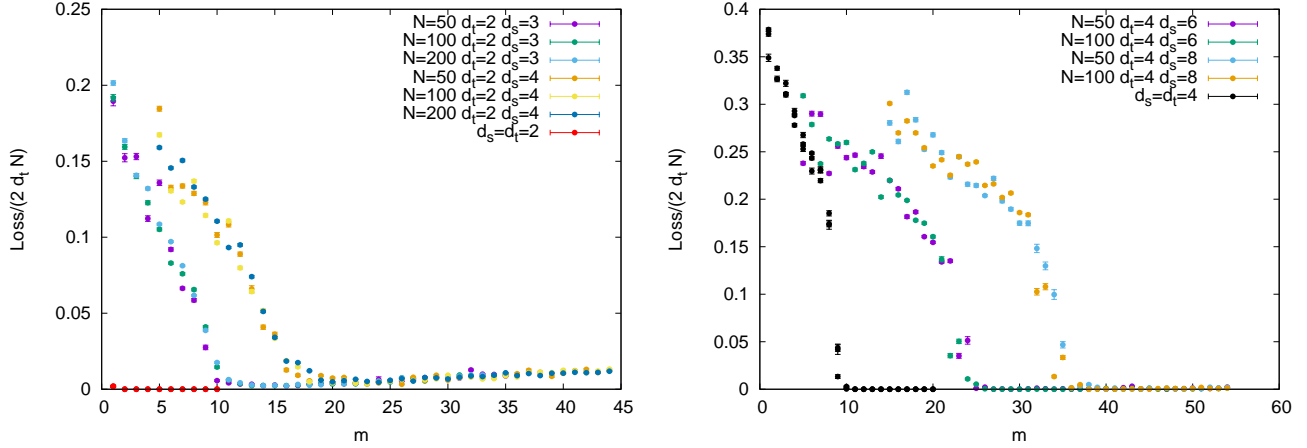 0.25
0.2
0.15
0.1
0.05
0
Loss/(2 d_t N)
0 5 10 15 20 25 30 35 40 45
m
N=50 d_t=2 d_s=3
N=100 d_t=2 d_s=3
N=200 d_t=2 d_s=3
N=50 d_t=2 d_s=4
N=100 d_t=2 d_s=4
N=200 d_t=2 d_s=4
d_s=d_t=2
0.4
0.35
0.3
0.25
0.2
0.15
0.1
0.05
0
Loss/(2 d_t N)
0 10 20 30 40 50 60
m
N=50 d_t=4 d_s=6
N=100 d_t=4 d_s=6
N=50 d_t=4 d_s=8
N=100 d_t=4 d_s=8
d_s=d_t=4